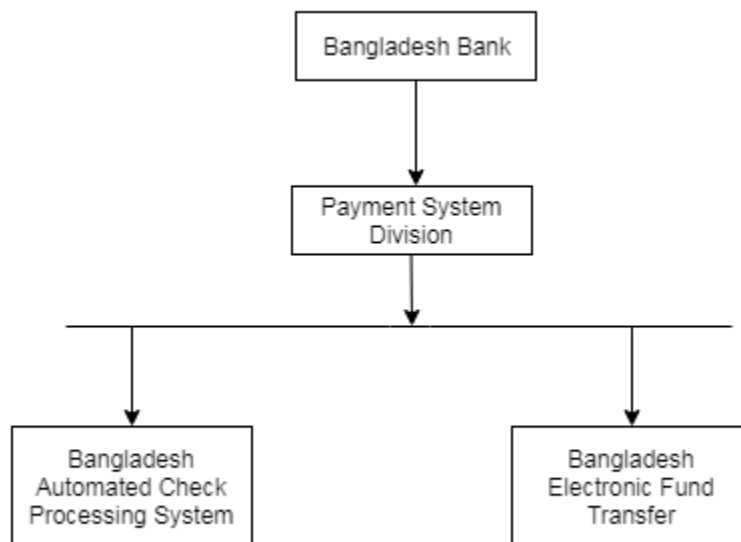 Bangladesh Bank
Payment System
Division
Bangladesh
Automated Check
Processing System
Bangladesh
Electronic Fund
Transfer